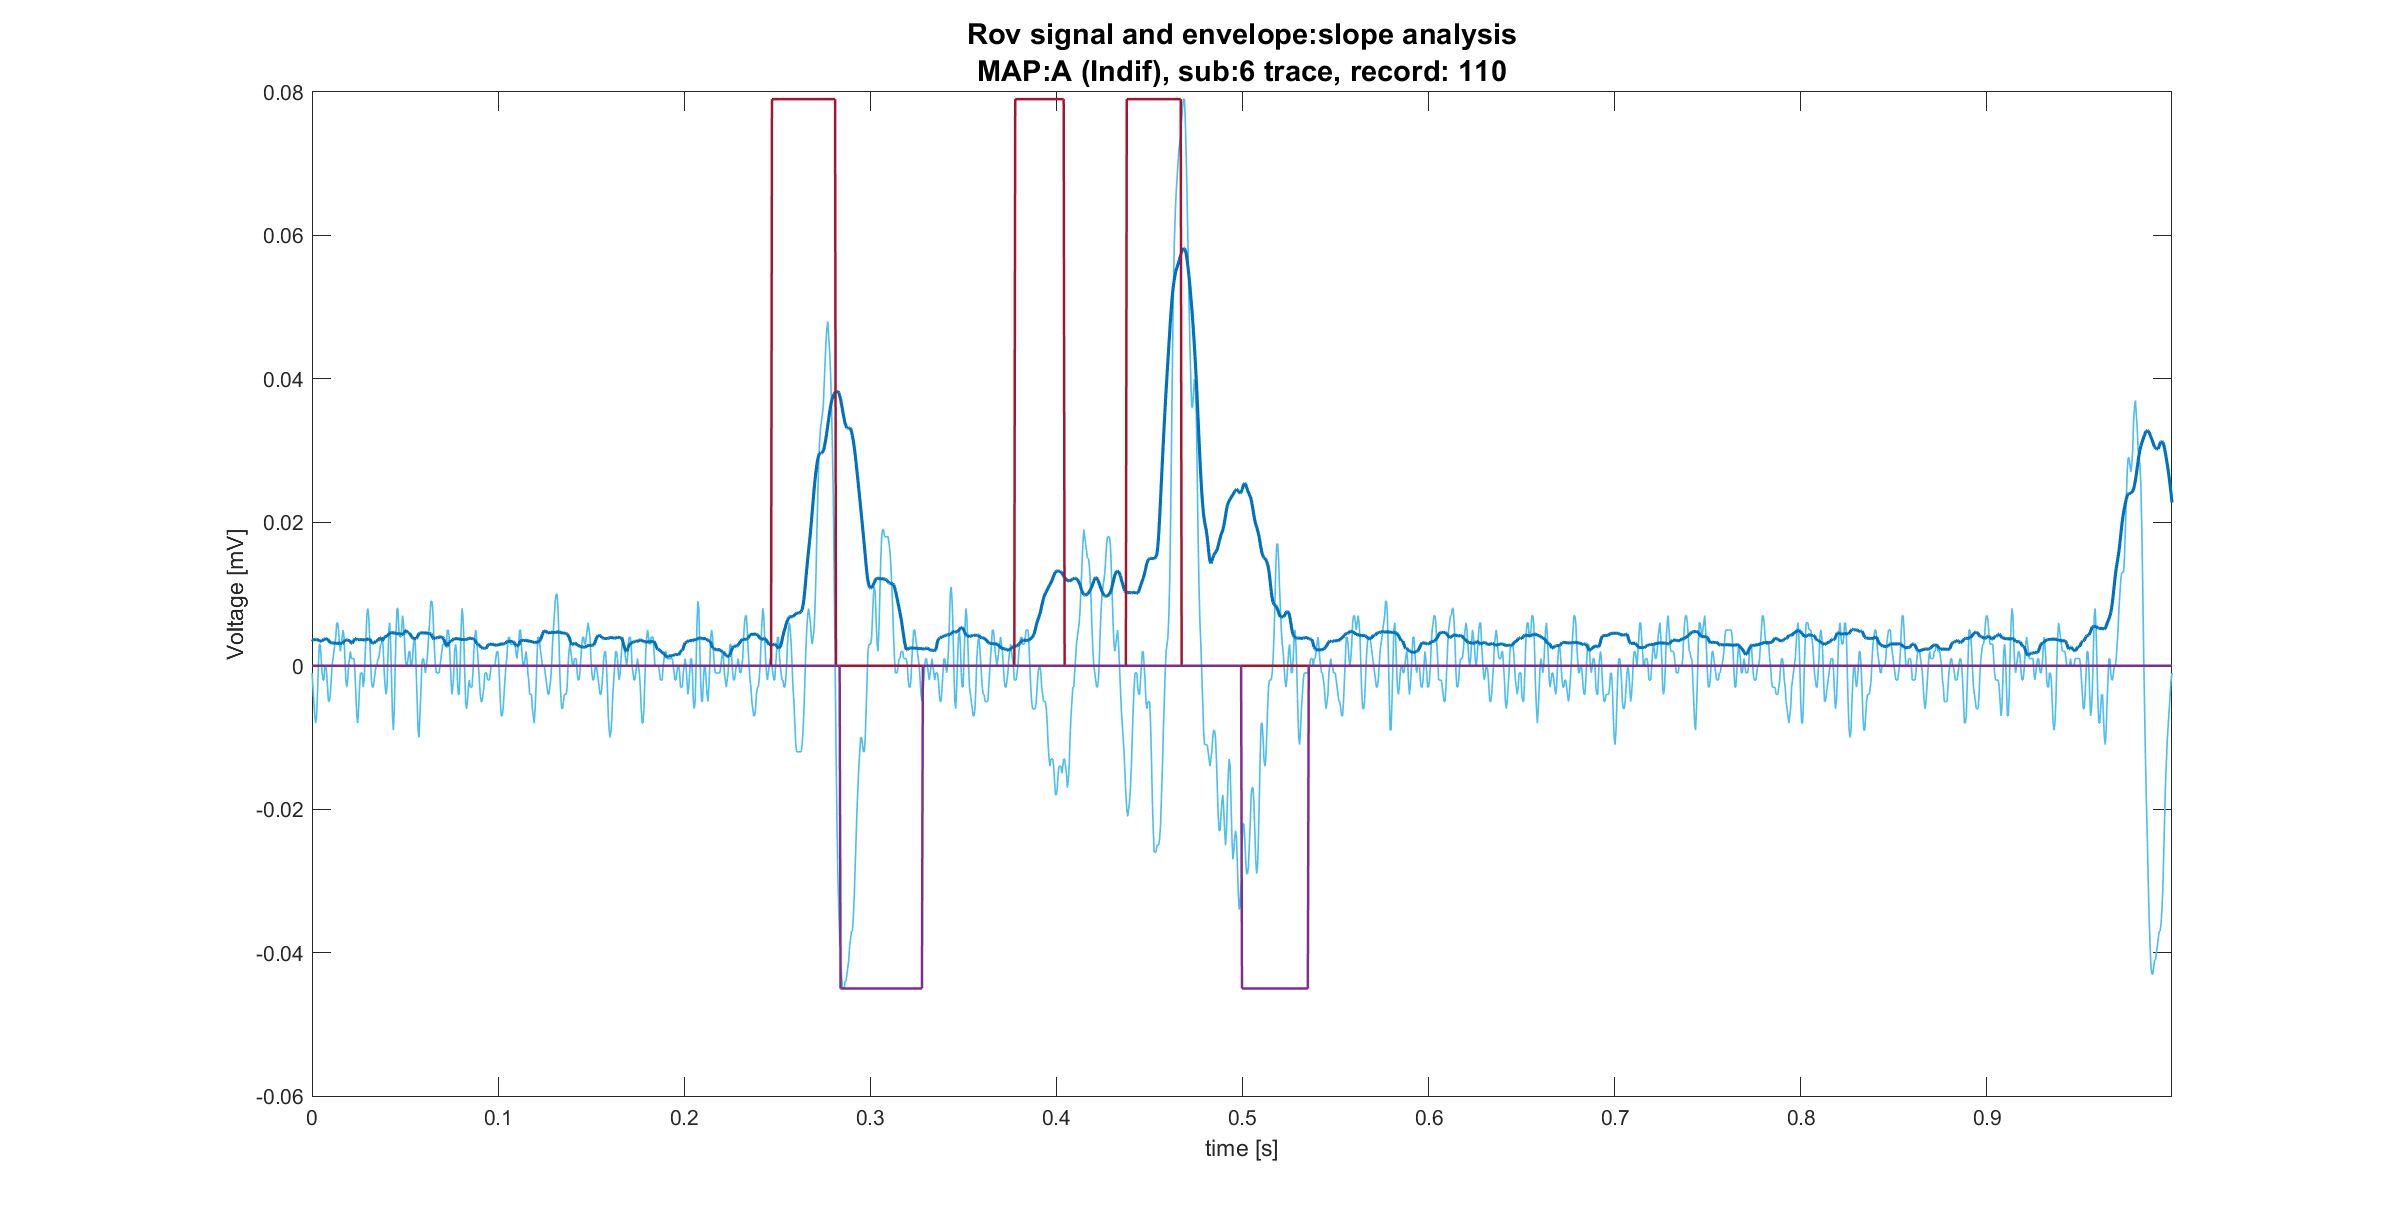 Rov signal and envelope:slope analysis
MAP:A (Indif), sub:6 trace, record: 110
0.08
0.06
0.04
0.02
0
-0.02
-0.04
-0.06
Voltage [mV]
0 0.1 0.2 0.3 0.4 0.5 0.6 0.7 0.8 0.9
time [s]